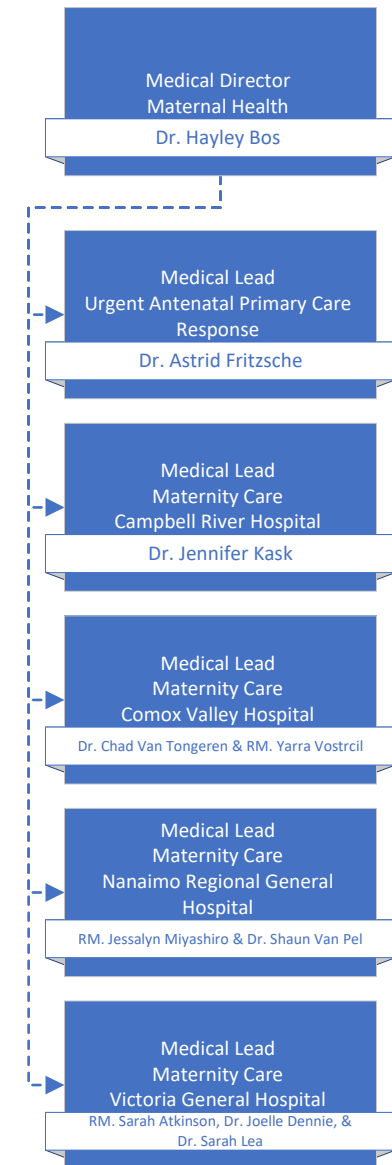 Medical Director
Maternal Health
Dr. Hayley Bos
Medical Lead
Urgent Antenatal Primary Care
Response
Dr. Astrid Fritzsche
Medical Lead
Maternity Care
Campbell River Hospital
Dr. Jennifer Kask
Medical Lead
Maternity Care
Comox Valley Hospital
Dr. Chad Van Tongeren & RM. Yarra Vostrcil
Medical Lead
Maternity Care
Nanaimo Regional General
Hospital
RM. Jessalyn Miyashiro & Dr. Shaun Van Pel
Medical Lead
Maternity Care
Victoria General Hospital
RM. Sarah Atkinson, Dr. Joelle Dennie, &
Dr. Sarah Lea